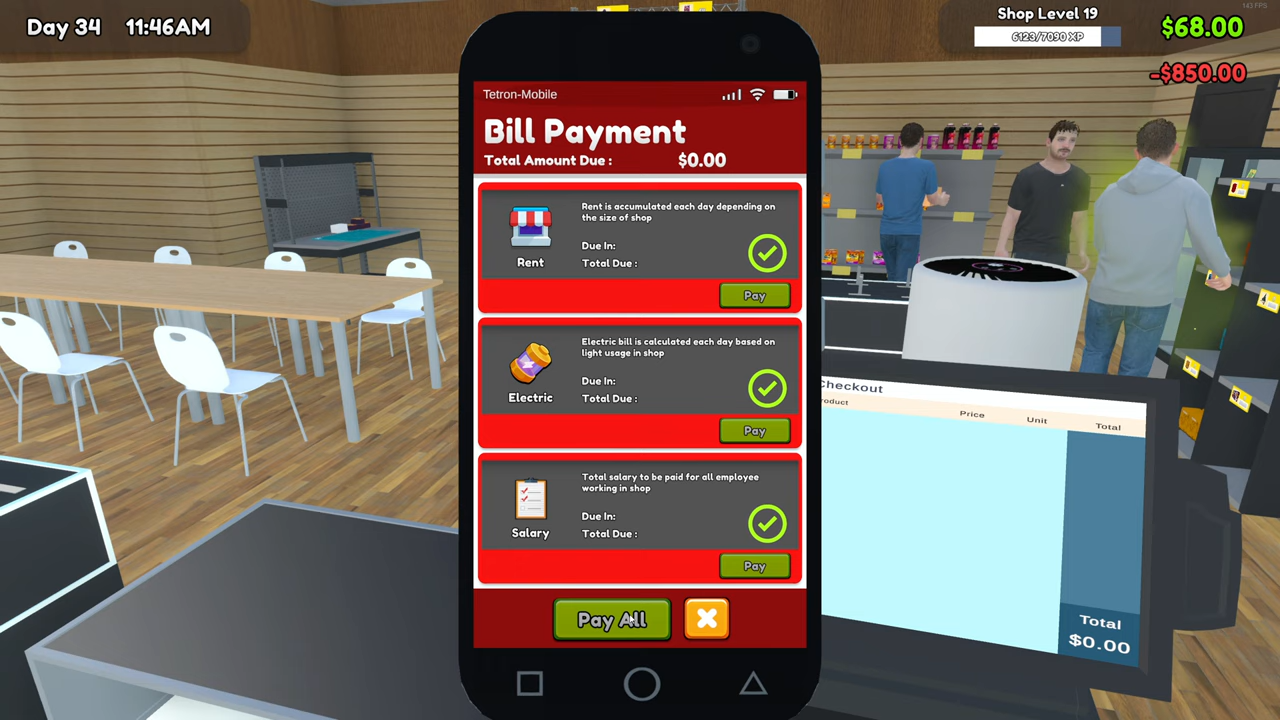 Day 34 11:46AM
Shop Level 19
6123/7090 XP
$68.00
-$850.00
143 FPS
Tetron-Mobile
Bill Payment
Total Amount Due : $0.00
Rent is accumulated each day depending on
the size of shop
Due In:
Total Due :
Rent
Pay
Electric bill is calculated each day based on
light usage in shop
Due In:
Total Due :
Electric
Pay
Total salary to be paid for all employee
working in shop
Due In:
Total Due :
Salary
Pay
Pay All
Checkout
roduct Price Unit Total
Total
$0.00